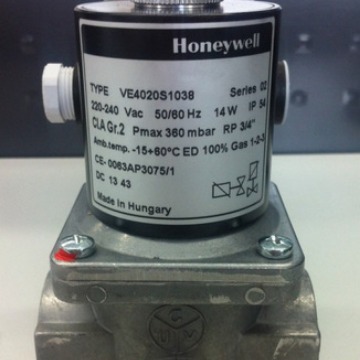 Honeywell
TYPE VE4020S1038 Series 02
220-240 Vac 50/60 Hz 14W IP 54
Cl.A Gr.2 Pmax 360 mbar RP 3/4"
Amb.temp. -15+60°C ED 100% Gas 1-2-3
CE- 0063AP3075/1
DC 13 43
Made in Hungary